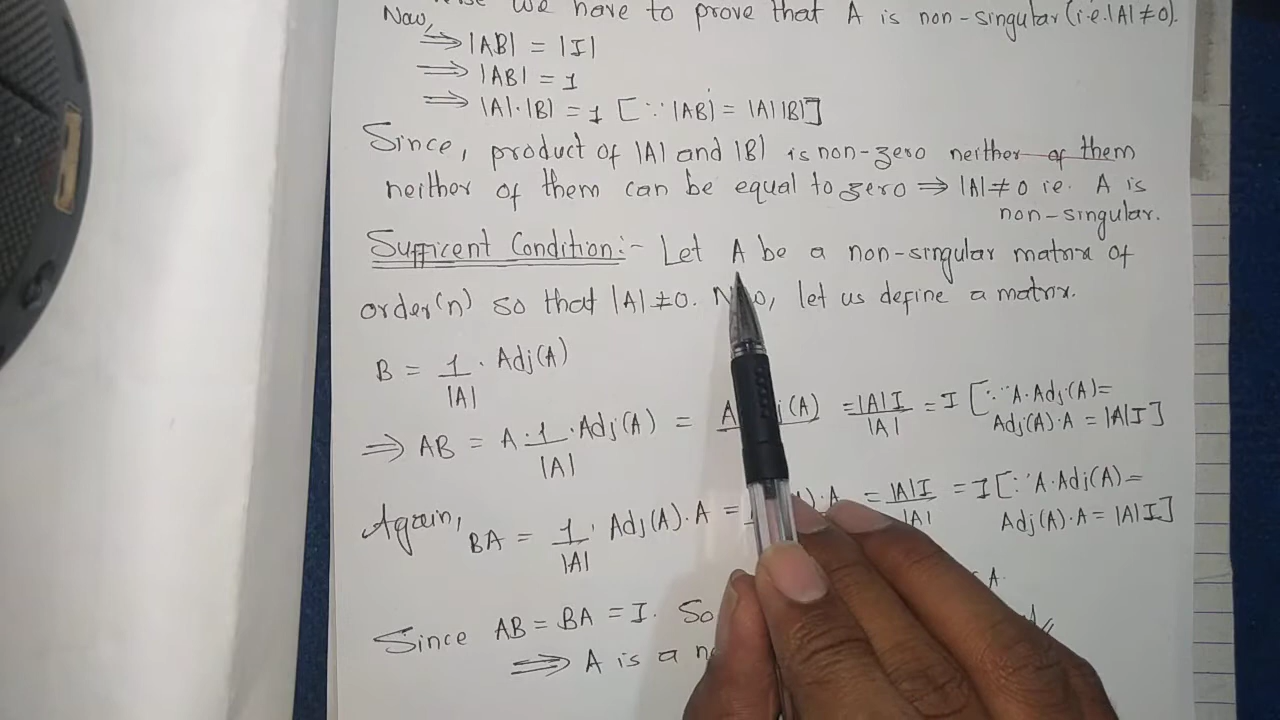 We have to prove that A is non-singular (i.e. |A| ≠ 0).
Now,
⟹ |AB| = |I|
⟹ |AB| = 1
⟹ |A|·|B| = 1 [∵ |AB| = |A||B|]
Since, product of |A| and |B| is non-zero neither of them
neither of them can be equal to zero ⟹ |A| ≠ 0 ie. A is
non-singular.
Sufficent Condition:- Let A be a non-singular matrix of
order(n) so that |A| ≠ 0. let us define a matrix.
B = 1/|A| · Adj(A)
⟹ AB = A · 1/|A| · Adj(A) = = |A|I/|A| = I [∵ A·Adj(A) =
Adj(A)·A = |A|I]
Again, BA = 1/|A| · Adj(A)·A = ·A = |A|I/|A| = I [∵ A·Adj(A) =
Adj(A)·A = |A|I]
Since AB = BA = I. So A.
⟹ A is a